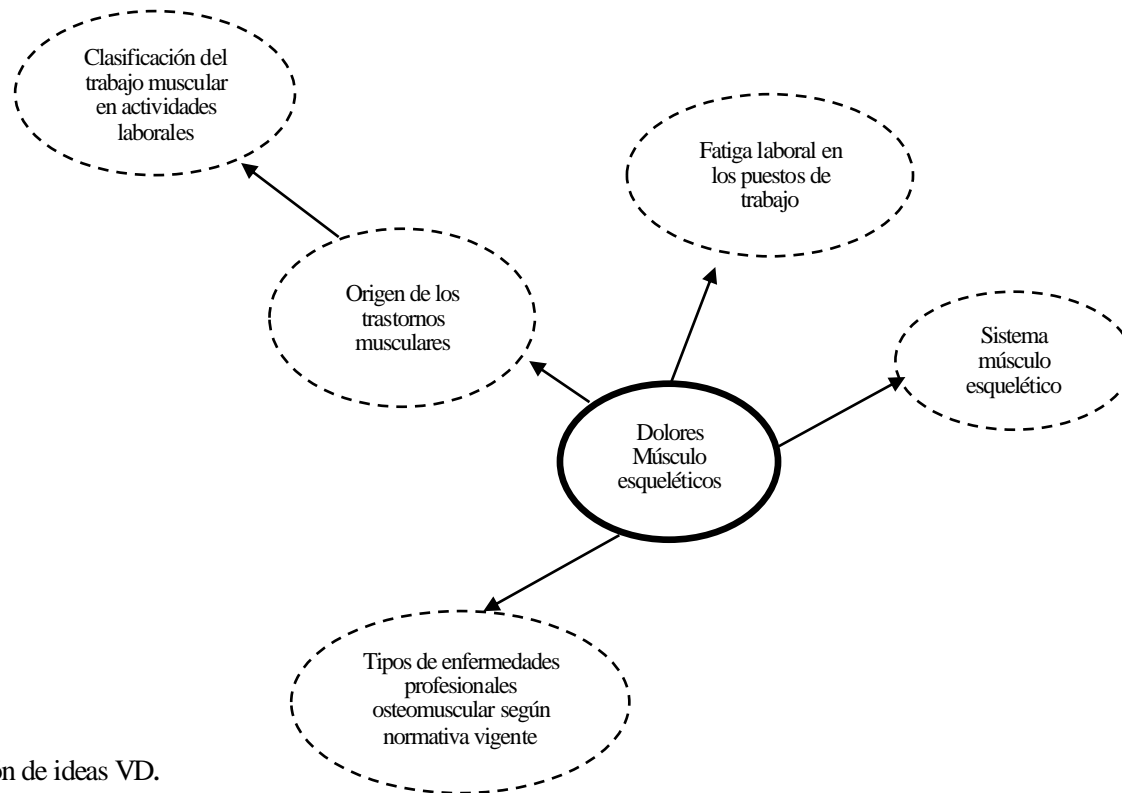 Clasificación del
trabajo muscular
en actividades
laborales
Fatiga laboral en
los puestos de
trabajo
Origen de los
trastornos
musculares
Sistema
músculo
esquelético
Dolores
Músculo
esqueléticos
Tipos de enfermedades
profesionales
osteomuscular según
normativa vigente
de ideas VD.